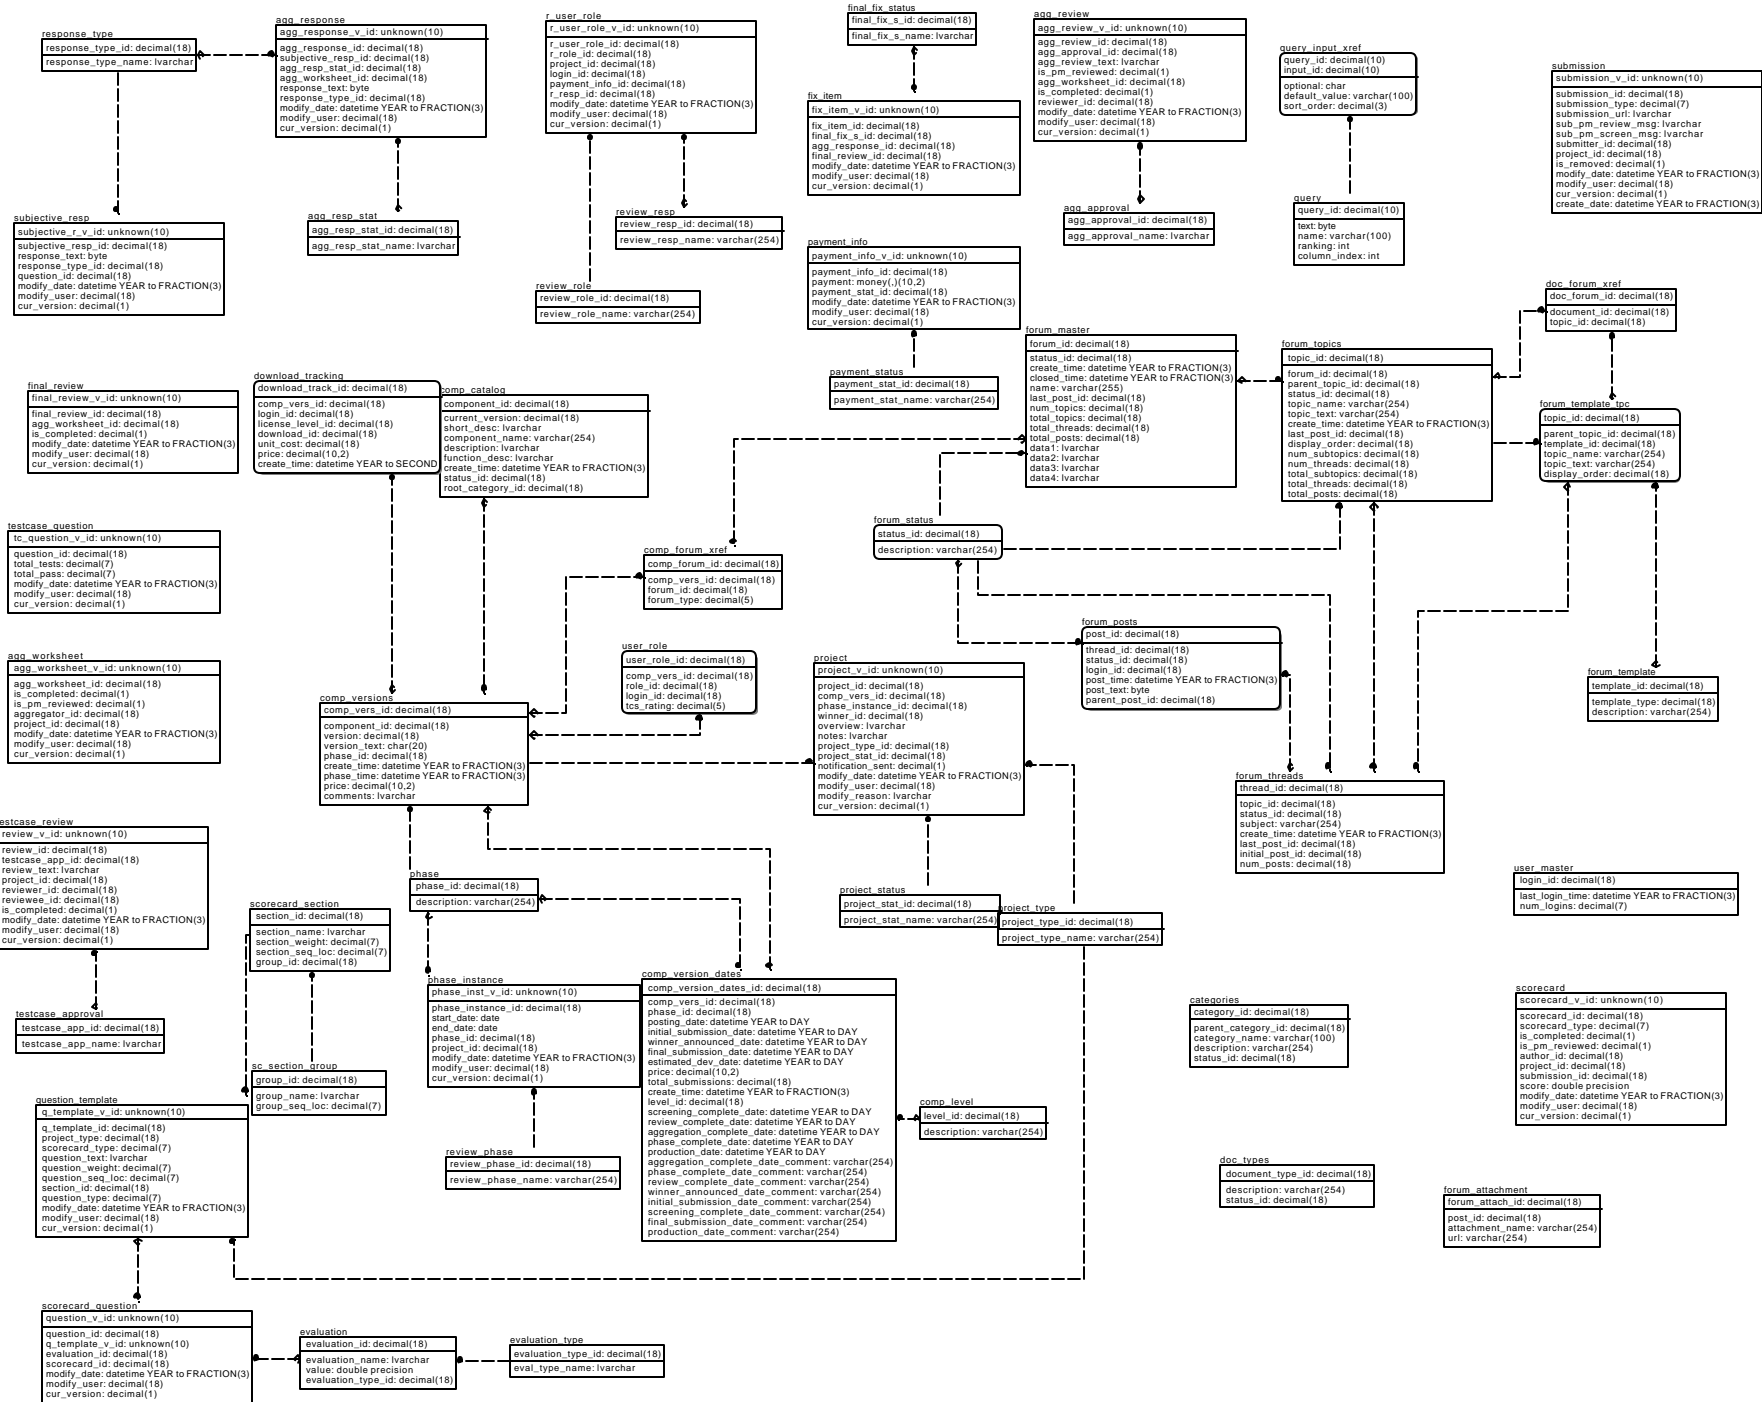 response_type
response_type_id: decimal(18)
response_type_name: lvarchar
agg_response
agg_response_v_id: unknown(10)
agg_response_id: decimal(18)
subjective_resp_id: decimal(18)
agg_resp_stat_id: decimal(18)
agg_worksheet_id: decimal(18)
response_text: byte
response_type_id: decimal(18)
modify_date: datetime YEAR to FRACTION(3)
modify_user: decimal(18)
cur_version: decimal(1)
r_user_role
r_user_role_v_id: unknown(10)
r_user_role_id: decimal(18)
r_role_id: decimal(18)
project_id: decimal(18)
login_id: decimal(18)
payment_info_id: decimal(18)
r_resp_id: decimal(18)
modify_date: datetime YEAR to FRACTION(3)
modify_user: decimal(18)
cur_version: decimal(1)
final_fix_status
final_fix_s_id: decimal(18)
final_fix_s_name: lvarchar
agg_review
agg_review_v_id: unknown(10)
agg_review_id: decimal(18)
agg_approval_id: decimal(18)
agg_review_text: lvarchar
is_pm_reviewed: decimal(1)
agg_worksheet_id: decimal(18)
is_completed: decimal(1)
reviewer_id: decimal(18)
modify_date: datetime YEAR to FRACTION(3)
modify_user: decimal(18)
cur_version: decimal(1)
query_input_xref
query_id: decimal(10)
input_id: decimal(10)
optional: char
default_value: varchar(100)
sort_order: decimal(3)
submission
submission_v_id: unknown(10)
submission_id: decimal(18)
submission_type: decimal(7)
submission_url: lvarchar
sub_pm_review_msg: lvarchar
sub_pm_screen_msg: lvarchar
submitter_id: decimal(18)
project_id: decimal(18)
is_removed: decimal(1)
modify_date: datetime YEAR to FRACTION(3)
modify_user: decimal(18)
cur_version: decimal(1)
create_date: datetime YEAR to FRACTION(3)
fix_item
fix_item_v_id: unknown(10)
fix_item_id: decimal(18)
final_fix_s_id: decimal(18)
agg_response_id: decimal(18)
final_review_id: decimal(18)
modify_date: datetime YEAR to FRACTION(3)
modify_user: decimal(18)
cur_version: decimal(1)
subjective_resp
subjective_r_v_id: unknown(10)
subjective_resp_id: decimal(18)
response_text: byte
response_type_id: decimal(18)
question_id: decimal(18)
modify_date: datetime YEAR to FRACTION(3)
modify_user: decimal(18)
cur_version: decimal(1)
agg_resp_stat
agg_resp_stat_id: decimal(18)
agg_resp_stat_name: lvarchar
review_resp
review_resp_id: decimal(18)
review_resp_name: varchar(254)
agg_approval
agg_approval_id: decimal(18)
agg_approval_name: lvarchar
query
query_id: decimal(10)
text: byte
name: varchar(100)
ranking: int
column_index: int
payment_info
payment_info_v_id: unknown(10)
payment_info_id: decimal(18)
payment: money(,)(10,2)
payment_stat_id: decimal(18)
modify_date: datetime YEAR to FRACTION(3)
modify_user: decimal(18)
cur_version: decimal(1)
review_role
review_role_id: decimal(18)
review_role_name: varchar(254)
doc_forum_xref
doc_forum_id: decimal(18)
document_id: decimal(18)
topic_id: decimal(18)
forum_master
forum_id: decimal(18)
status_id: decimal(18)
create_time: datetime YEAR to FRACTION(3)
closed_time: datetime YEAR to FRACTION(3)
name: varchar(255)
last_post_id: decimal(18)
num_topics: decimal(18)
total_topics: decimal(18)
total_threads: decimal(18)
total_posts: decimal(18)
data1: lvarchar
data2: lvarchar
data3: lvarchar
data4: lvarchar
forum_topics
topic_id: decimal(18)
forum_id: decimal(18)
parent_topic_id: decimal(18)
status_id: decimal(18)
topic_name: varchar(254)
topic_text: varchar(254)
create_time: datetime YEAR to FRACTION(3)
last_post_id: decimal(18)
display_order: decimal(18)
num_subtopics: decimal(18)
num_threads: decimal(18)
total_subtopics: decimal(18)
total_threads: decimal(18)
total_posts: decimal(18)
payment_status
payment_stat_id: decimal(18)
payment_stat_name: varchar(254)
final_review
final_review_v_id: unknown(10)
final_review_id: decimal(18)
agg_worksheet_id: decimal(18)
is_completed: decimal(1)
modify_date: datetime YEAR to FRACTION(3)
modify_user: decimal(18)
cur_version: decimal(1)
download_tracking
download_track_id: decimal(18)
comp_vers_id: decimal(18)
login_id: decimal(18)
license_level_id: decimal(18)
download_id: decimal(18)
unit_cost: decimal(18)
price: decimal(10,2)
create_time: datetime YEAR to SECOND
comp_catalog
component_id: decimal(18)
current_version: decimal(18)
short_desc: lvarchar
component_name: varchar(254)
description: lvarchar
function_desc: lvarchar
create_time: datetime YEAR to FRACTION(3)
status_id: decimal(18)
root_category_id: decimal(18)
forum_template_tpc
topic_id: decimal(18)
parent_topic_id: decimal(18)
template_id: decimal(18)
topic_name: varchar(254)
topic_text: varchar(254)
display_order: decimal(18)
testcase_question
tc_question_v_id: unknown(10)
question_id: decimal(18)
total_tests: decimal(7)
total_pass: decimal(7)
modify_date: datetime YEAR to FRACTION(3)
modify_user: decimal(18)
cur_version: decimal(1)
forum_status
status_id: decimal(18)
description: varchar(254)
comp_forum_xref
comp_forum_id: decimal(18)
comp_vers_id: decimal(18)
forum_id: decimal(18)
forum_type: decimal(5)
forum_posts
post_id: decimal(18)
thread_id: decimal(18)
status_id: decimal(18)
login_id: decimal(18)
post_time: datetime YEAR to FRACTION(3)
post_text: byte
parent_post_id: decimal(18)
agg_worksheet
agg_worksheet_v_id: unknown(10)
agg_worksheet_id: decimal(18)
is_completed: decimal(1)
is_pm_reviewed: decimal(1)
aggregator_id: decimal(18)
project_id: decimal(18)
modify_date: datetime YEAR to FRACTION(3)
modify_user: decimal(18)
cur_version: decimal(1)
user_role
user_role_id: decimal(18)
comp_vers_id: decimal(18)
role_id: decimal(18)
login_id: decimal(18)
tcs_rating: decimal(5)
project
project_v_id: unknown(10)
project_id: decimal(18)
comp_vers_id: decimal(18)
phase_instance_id: decimal(18)
winner_id: decimal(18)
overview: lvarchar
notes: lvarchar
project_type_id: decimal(18)
project_stat_id: decimal(18)
notification_sent: decimal(1)
modify_date: datetime YEAR to FRACTION(3)
modify_user: decimal(18)
modify_reason: lvarchar
cur_version: decimal(1)
forum_template
template_id: decimal(18)
template_type: decimal(18)
description: varchar(254)
comp_versions
comp_vers_id: decimal(18)
component_id: decimal(18)
version: decimal(18)
version_text: char(20)
phase_id: decimal(18)
create_time: datetime YEAR to FRACTION(3)
phase_time: datetime YEAR to FRACTION(3)
price: decimal(10,2)
comments: lvarchar
forum_threads
thread_id: decimal(18)
topic_id: decimal(18)
status_id: decimal(18)
subject: varchar(254)
create_time: datetime YEAR to FRACTION(3)
last_post_id: decimal(18)
initial_post_id: decimal(18)
num_posts: decimal(18)
estcase_review
review_v_id: unknown(10)
review_id: decimal(18)
testcase_app_id: decimal(18)
review_text: lvarchar
project_id: decimal(18)
reviewer_id: decimal(18)
reviewee_id: decimal(18)
is_completed: decimal(1)
modify_date: datetime YEAR to FRACTION(3)
modify_user: decimal(18)
cur_version: decimal(1)
phase
phase_id: decimal(18)
description: varchar(254)
user_master
login_id: decimal(18)
last_login_time: datetime YEAR to FRACTION(3)
num_logins: decimal(7)
project_status
project_stat_id: decimal(18)
project_stat_name: varchar(254)
project_type
project_type_id: decimal(18)
project_type_name: varchar(254)
scorecard_section
section_id: decimal(18)
section_name: lvarchar
section_weight: decimal(7)
section_seq_loc: decimal(7)
group_id: decimal(18)
phase_instance
phase_inst_v_id: unknown(10)
phase_instance_id: decimal(18)
start_date: date
end_date: date
phase_id: decimal(18)
project_id: decimal(18)
modify_date: datetime YEAR to FRACTION(3)
modify_user: decimal(18)
cur_version: decimal(1)
comp_version_dates
comp_version_dates_id: decimal(18)
comp_vers_id: decimal(18)
phase_id: decimal(18)
posting_date: datetime YEAR to DAY
initial_submission_date: datetime YEAR to DAY
winner_announced_date: datetime YEAR to DAY
final_submission_date: datetime YEAR to DAY
estimated_dev_date: datetime YEAR to DAY
price: decimal(10,2)
total_submissions: decimal(18)
create_time: datetime YEAR to FRACTION(3)
level_id: decimal(18)
screening_complete_date: datetime YEAR to DAY
review_complete_date: datetime YEAR to DAY
aggregation_complete_date: datetime YEAR to DAY
phase_complete_date: datetime YEAR to DAY
production_date: datetime YEAR to DAY
aggregation_complete_date_comment: varchar(254)
phase_complete_date_comment: varchar(254)
review_complete_date_comment: varchar(254)
winner_announced_date_comment: varchar(254)
initial_submission_date_comment: varchar(254)
screening_complete_date_comment: varchar(254)
final_submission_date_comment: varchar(254)
production_date_comment: varchar(254)
categories
category_id: decimal(18)
parent_category_id: decimal(18)
category_name: varchar(100)
description: varchar(254)
status_id: decimal(18)
scorecard
scorecard_v_id: unknown(10)
scorecard_id: decimal(18)
scorecard_type: decimal(7)
is_completed: decimal(1)
is_pm_reviewed: decimal(1)
author_id: decimal(18)
project_id: decimal(18)
submission_id: decimal(18)
score: double precision
modify_date: datetime YEAR to FRACTION(3)
modify_user: decimal(18)
cur_version: decimal(1)
testcase_approval
testcase_app_id: decimal(18)
testcase_app_name: lvarchar
sc_section_group
group_id: decimal(18)
group_name: lvarchar
group_seq_loc: decimal(7)
question_template
q_template_v_id: unknown(10)
q_template_id: decimal(18)
project_type: decimal(18)
scorecard_type: decimal(7)
question_text: lvarchar
question_weight: decimal(7)
question_seq_loc: decimal(7)
section_id: decimal(18)
question_type: decimal(7)
modify_date: datetime YEAR to FRACTION(3)
modify_user: decimal(18)
cur_version: decimal(1)
comp_level
level_id: decimal(18)
description: varchar(254)
review_phase
review_phase_id: decimal(18)
review_phase_name: varchar(254)
doc_types
document_type_id: decimal(18)
description: varchar(254)
status_id: decimal(18)
forum_attachment
forum_attach_id: decimal(18)
post_id: decimal(18)
attachment_name: varchar(254)
url: varchar(254)
scorecard_question
question_v_id: unknown(10)
question_id: decimal(18)
q_template_v_id: unknown(10)
evaluation_id: decimal(18)
scorecard_id: decimal(18)
modify_date: datetime YEAR to FRACTION(3)
modify_user: decimal(18)
cur_version: decimal(1)
evaluation
evaluation_id: decimal(18)
evaluation_name: lvarchar
value: double precision
evaluation_type_id: decimal(18)
evaluation_type
evaluation_type_id: decimal(18)
eval_type_name: lvarchar